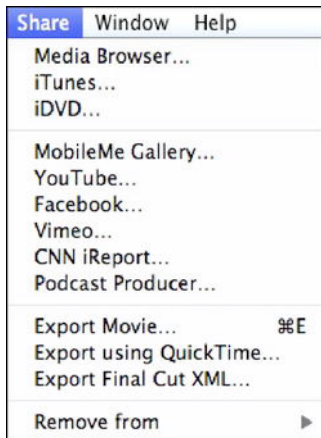 Share Window Help
Media Browser...
iTunes...
iDVD...
MobileMe Gallery...
YouTube...
Facebook...
Vimeo...
CNN iReport...
Podcast Producer...
Export Movie... ⌘E
Export using QuickTime...
Export Final Cut XML...
Remove from